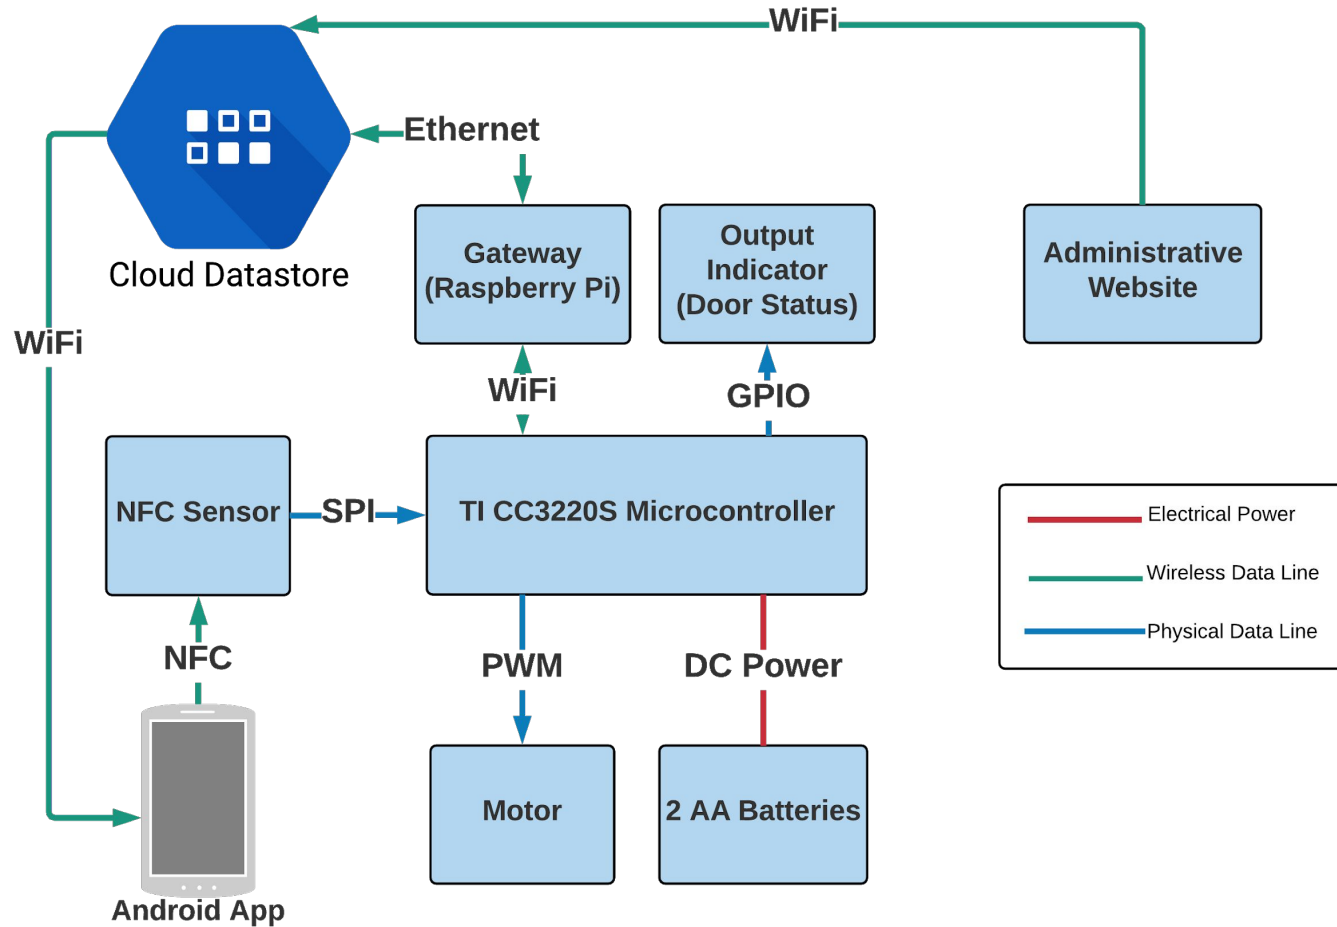 WiFi
Ethernet
Cloud Datastore
Gateway
(Raspberry Pi)
Output
Indicator
(Door Status)
Administrative
Website
WiFi
WiFi
GPIO
NFC Sensor
SPI
TI CC3220S Microcontroller
Electrical Power
Wireless Data Line
Physical Data Line
NFC
PWM
DC Power
Motor
2 AA Batteries
Android App